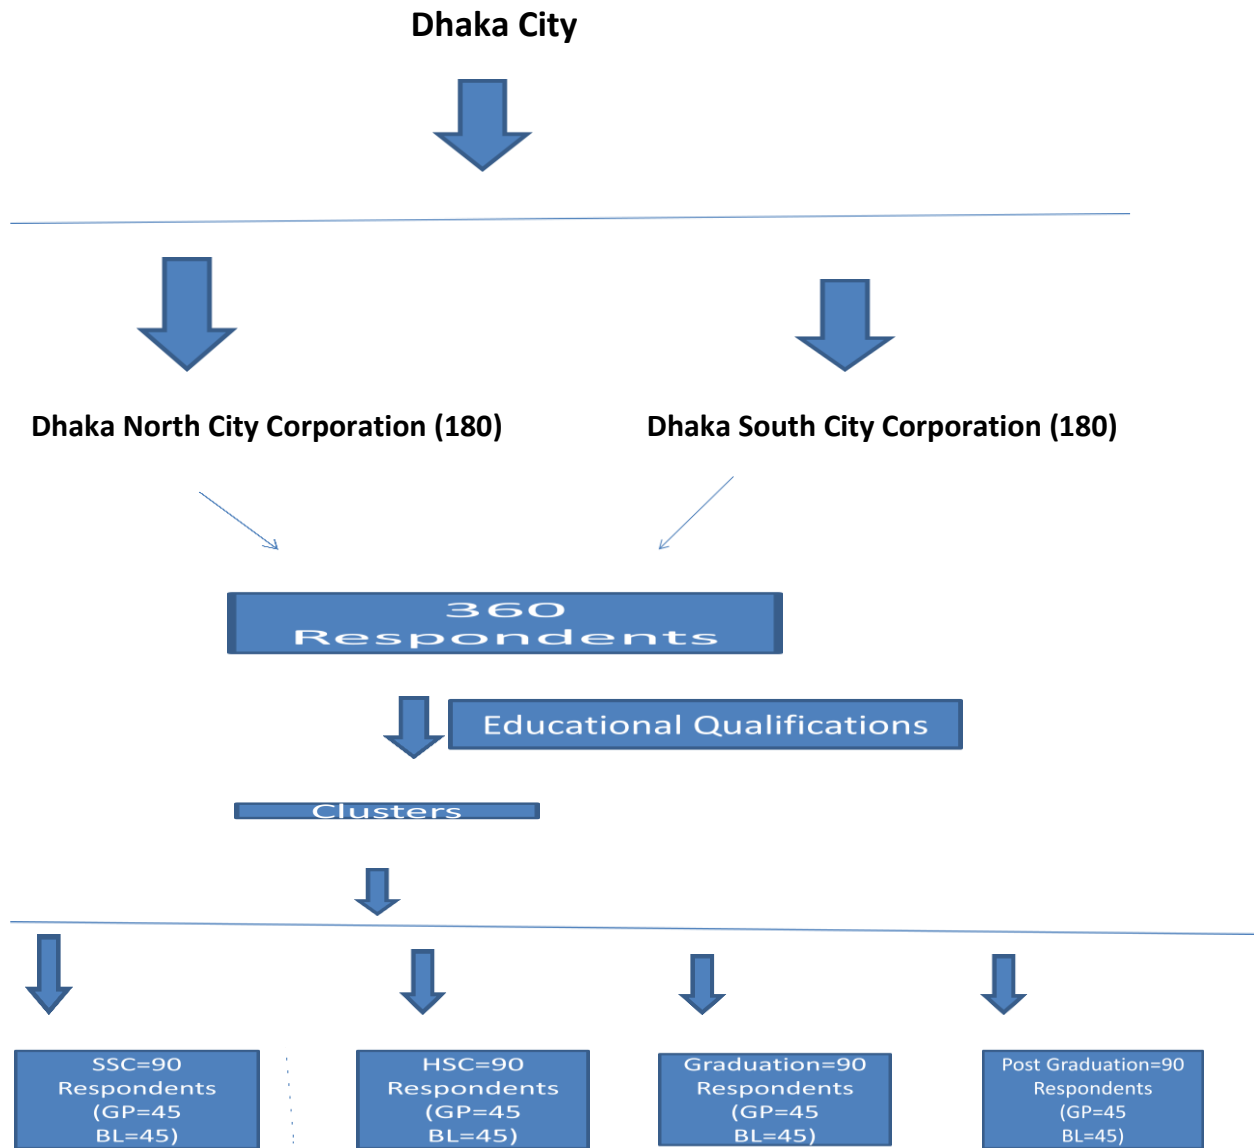 Dhaka City
Dhaka North City Corporation (180)
Dhaka South City Corporation (180)
360
Respondents
Educational Qualifications
Clusters
SSC=90
Respondents
(GP=45
BL=45)
HSC=90
Respondents
(GP=45
BL=45)
Graduation=90
Respondents
(GP=45
BL=45)
Post Graduation=90
Respondents
(GP=45
BL=45)